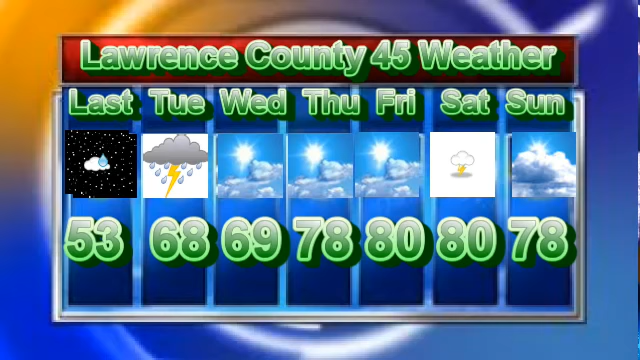 Lawrence County 45 Weather
Last Tue Wed Thu Fri Sat Sun
53 68 69 78 80 80 78